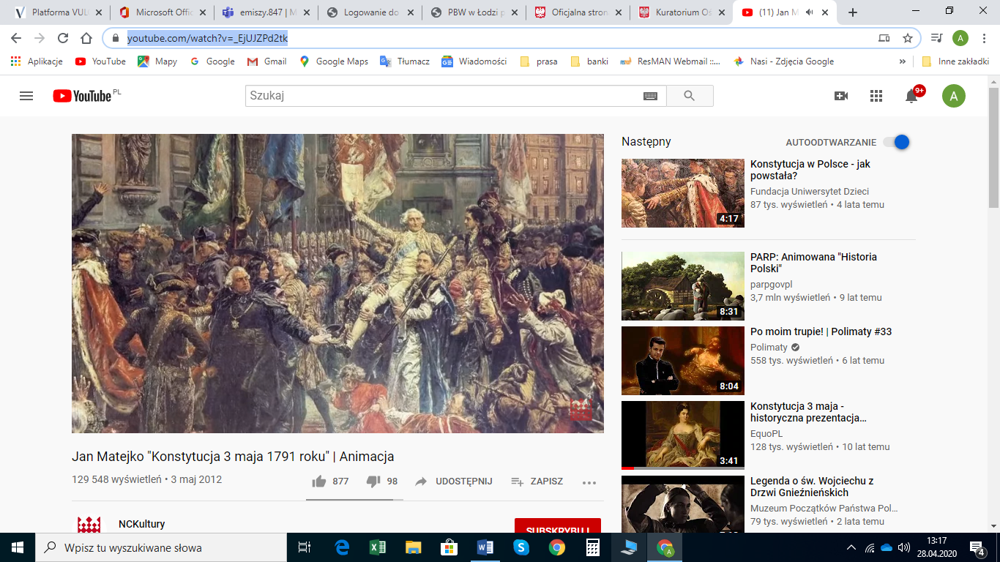 Platforma VUL
Microsoft Offic
emiszy.847 | M
Logowanie do
PBW w Łodzi p
Oficjalna stron
Kuratorium Oś
(11) Jan M
youtube.com/watch?v=_EjUJZPd2tk
Aplikacje
YouTube
Mapy
Google
Gmail
Google Maps
Tłumacz
Wiadomości
prasa
banki
ResMAN Webmail ::...
Nasi - Zdjęcia Google
»
Inne zakładki
A
YouTube PL
Szukaj
9+
A
Następny
AUTOODTWARZANIE
Konstytucja w Polsce - jak
powstała?
Fundacja Uniwersytet Dzieci
87 tys. wyświetleń • 4 lata temu
4:17
PARP: Animowana "Historia
Polski"
parpgovpl
3,7 mln wyświetleń • 9 lat temu
8:31
Po moim trupie! | Polimaty #33
Polimaty
558 tys. wyświetleń • 6 lat temu
8:04
Konstytucja 3 maja -
historyczna prezentacja...
EquoPL
128 tys. wyświetleń • 10 lat temu
3:41
Legenda o św. Wojciechu z
Drzwi Gnieźnieńskich
Muzeum Początków Państwa Pol...
79 tys. wyświetleń • 2 lata temu
Jan Matejko "Konstytucja 3 maja 1791 roku" | Animacja
129 548 wyświetleń • 3 maj 2012
877
98
UDOSTĘPNIJ
ZAPISZ
NCKultury
SUBSKRYBUJ
Wpisz tu wyszukiwane słowa
A
13:17
28.04.2020
4